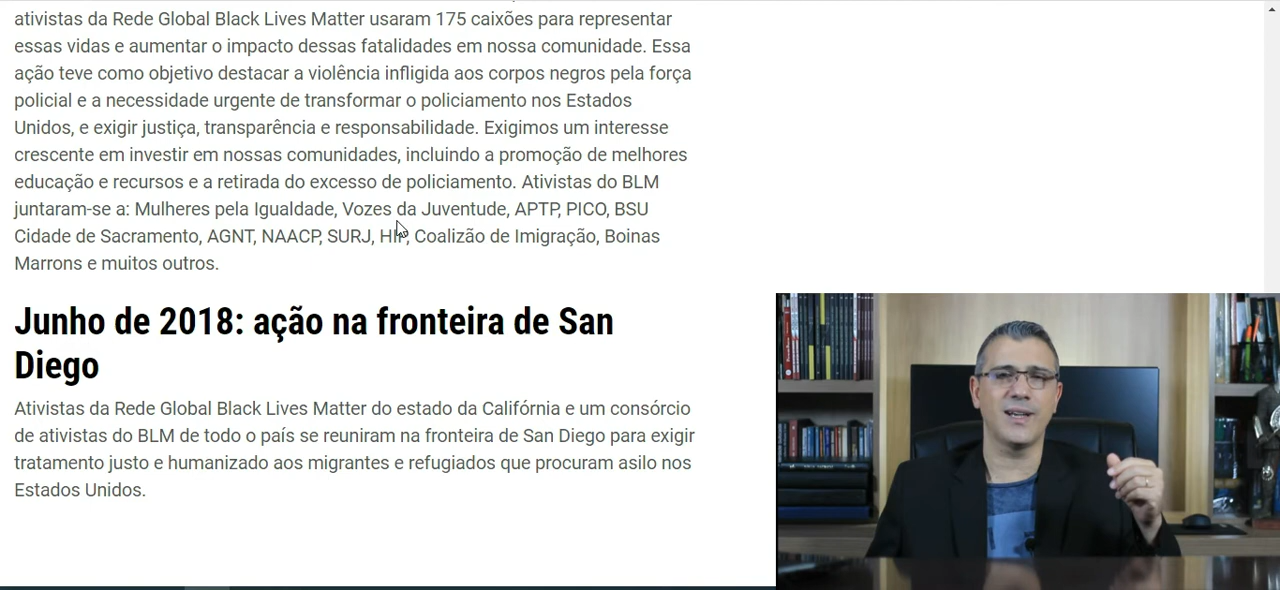 ativistas da Rede Global Black Lives Matter usaram 175 caixões para representar
essas vidas e aumentar o impacto dessas fatalidades em nossa comunidade. Essa
ação teve como objetivo destacar a violência infligida aos corpos negros pela força
policial e a necessidade urgente de transformar o policiamento nos Estados
Unidos, e exigir justiça, transparência e responsabilidade. Exigimos um interesse
crescente em investir em nossas comunidades, incluindo a promoção de melhores
educação e recursos e a retirada do excesso de policiamento. Ativistas do BLM
juntaram-se a: Mulheres pela Igualdade, Vozes da Juventude, APTP, PICO, BSU
Cidade de Sacramento, AGNT, NAACP, SURJ, HIP, Coalizão de Imigração, Boinas
Marrons e muitos outros.
Junho de 2018: ação na fronteira de San
Diego
Ativistas da Rede Global Black Lives Matter do estado da Califórnia e um consórcio
de ativistas do BLM de todo o país se reuniram na fronteira de San Diego para exigir
tratamento justo e humanizado aos migrantes e refugiados que procuram asilo nos
Estados Unidos.